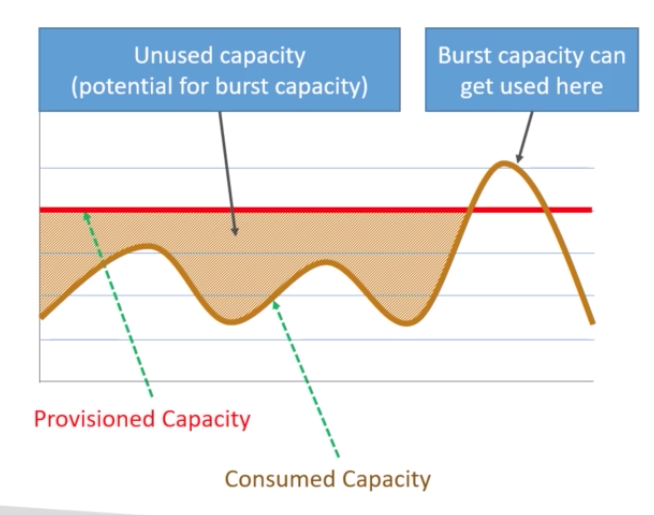 Unused capacity
(potential for burst capacity)
Burst capacity can
get used here
Provisioned Capacity
Consumed Capacity